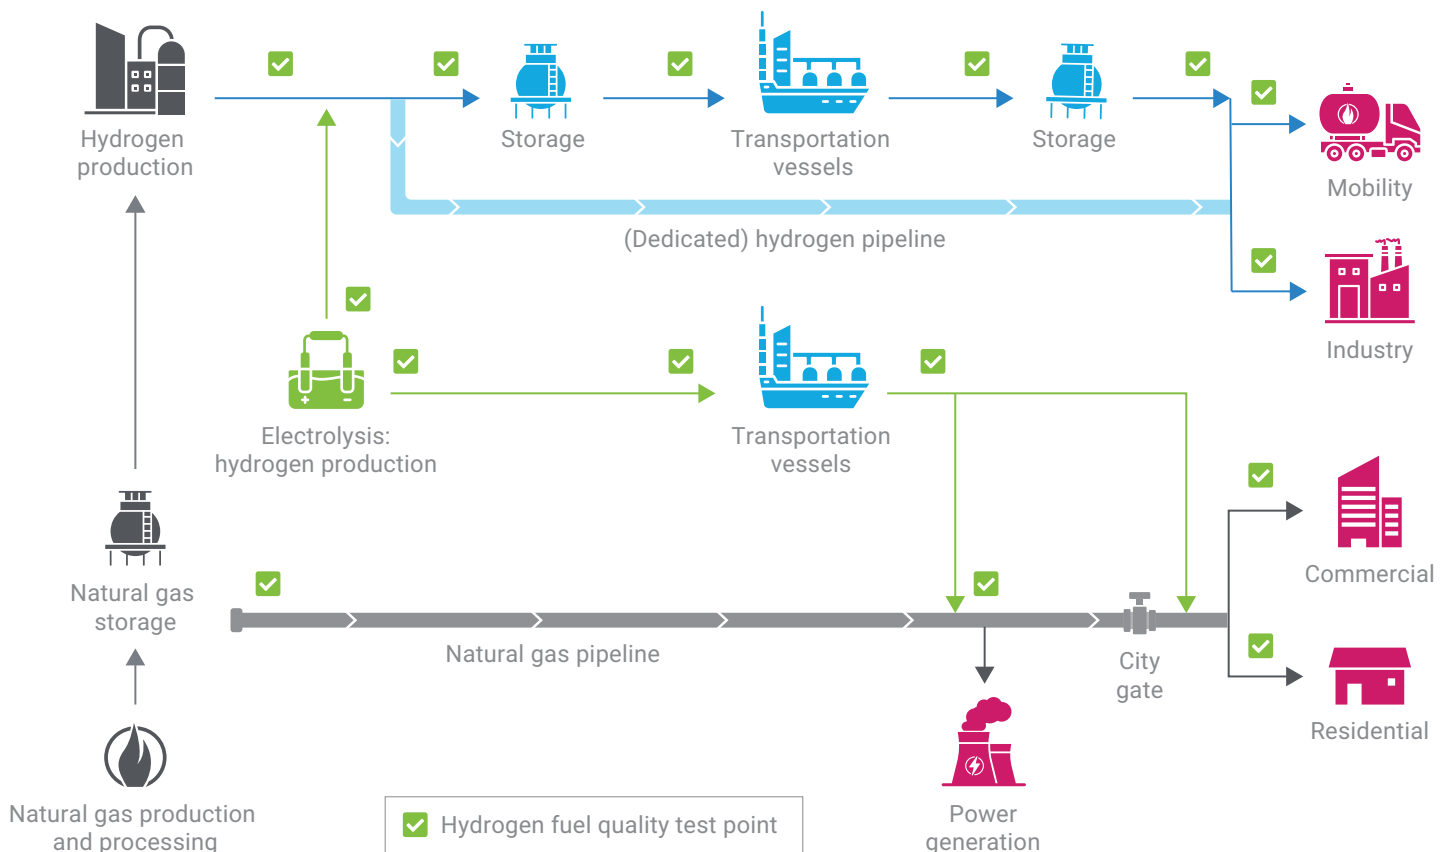 Hydrogen
production
Storage
Transportation
vessels
Storage
Mobility
(Dedicated) hydrogen pipeline
Industry
Electrolysis:
hydrogen production
Transportation
vessels
Commercial
Natural gas
storage
Natural gas pipeline
City
gate
Residential
Natural gas production
and processing
Hydrogen fuel quality test point
Power
generation